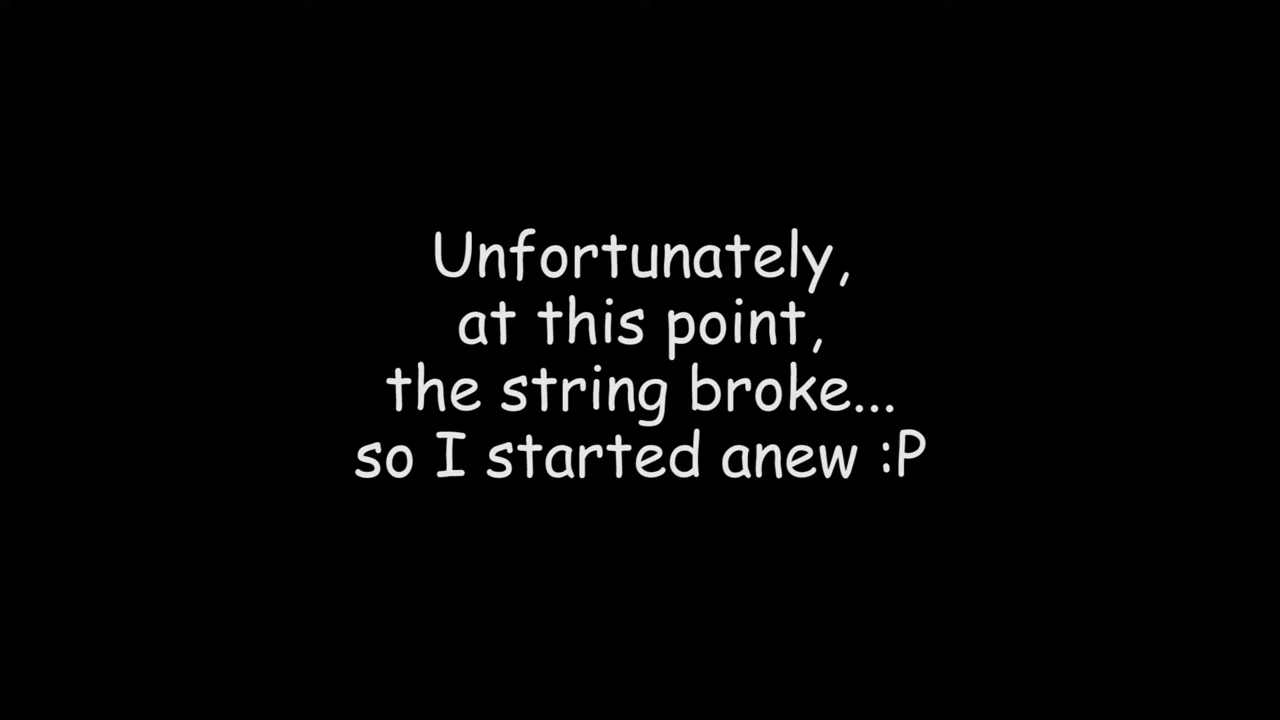 Unfortunately,
at this point,
the string broke...
so I started anew :P